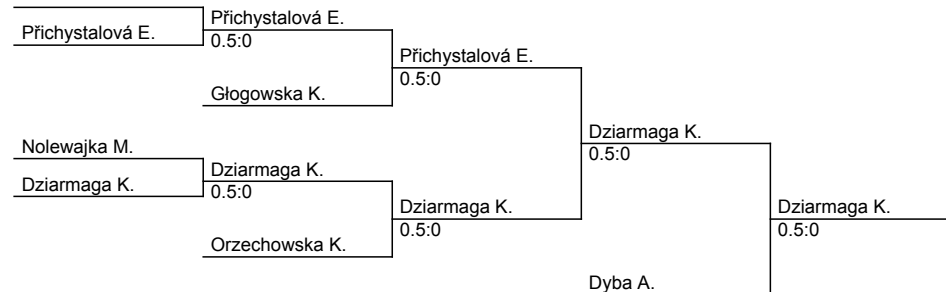 Přichystalová E.
Přichystalová E.
0.5:0
Přichystalová E.
0.5:0
Głogowska K.
Dziarmaga K.
0.5:0
Nolewajka M.
Dziarmaga K.
0.5:0
Dziarmaga K.
Dziarmaga K.
0.5:0
Dziarmaga K.
0.5:0
Orzechowska K.
Dyba A.